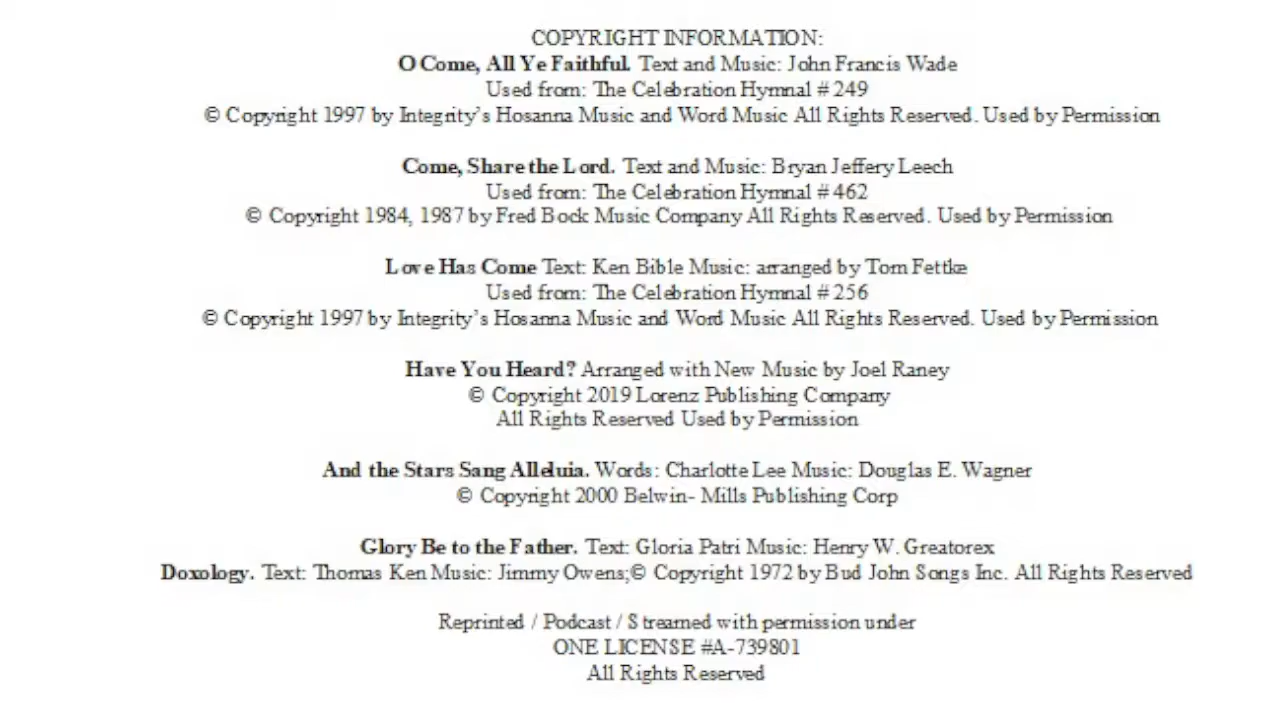 COPYRIGHT INFORMATION:
O Come, All Ye Faithful. Text and Music: John Francis Wade
Used from: The Celebration Hymnal # 249
© Copyright 1997 by Integrity's Hosanna Music and Word Music All Rights Reserved. Used by Permission
Come, Share the Lord. Text and Music: Bryan Jeffery Leech
Used from: The Celebration Hymnal # 462
© Copyright 1984, 1987 by Fred Bock Music Company All Rights Reserved. Used by Permission
Love Has Come Text: Ken Bible Music: arranged by Tom Fettke
Used from: The Celebration Hymnal # 256
© Copyright 1997 by Integrity's Hosanna Music and Word Music All Rights Reserved. Used by Permission
Have You Heard? Arranged with New Music by Joel Raney
© Copyright 2019 Lorenz Publishing Company
All Rights Reserved Used by Permission
And the Stars Sang Alleluia. Words: Charlotte Lee Music: Douglas E. Wagner
© Copyright 2000 Belwin- Mills Publishing Corp
Glory Be to the Father. Text: Gloria Patri Music: Henry W. Greatorex
Doxology. Text: Thomas Ken Music: Jimmy Owens;© Copyright 1972 by Bud John Songs Inc. All Rights Reserved
Reprinted / Podcast / Streamed with permission under
ONE LICENSE #A-739801
All Rights Reserved